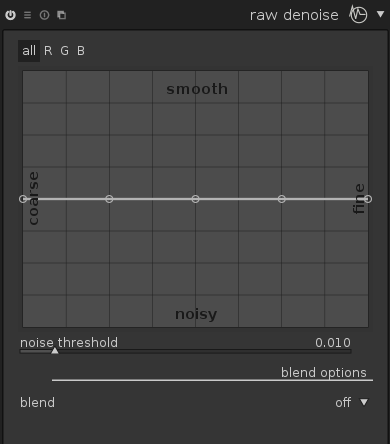 raw denoise
all R G B
smooth
coarse
fine
noisy
noise threshold 0.010
blend options
blend off